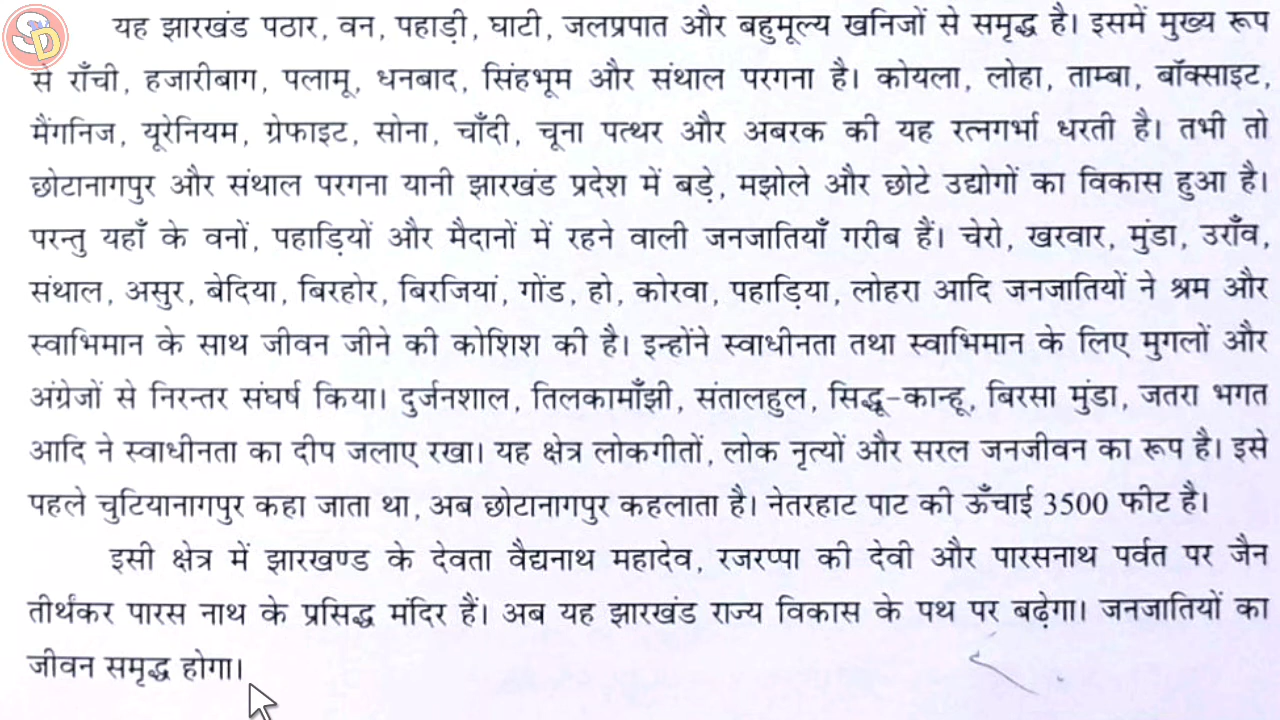 SD
यह झारखंड पठार, वन, पहाड़ी, घाटी, जलप्रपात और बहुमूल्य खनिजों से समृद्ध है। इसमें मुख्य रूप
से राँची, हजारीबाग, पलामू, धनबाद, सिंहभूम और संथाल परगना है। कोयला, लोहा, ताम्बा, बॉक्साइट,
मैंगनिज, यूरेनियम, ग्रेफाइट, सोना, चाँदी, चूना पत्थर और अबरक की यह रत्नगर्भा धरती है। तभी तो
छोटानागपुर और संथाल परगना यानी झारखंड प्रदेश में बड़े, मझोले और छोटे उद्योगों का विकास हुआ है।
परन्तु यहाँ के वनों, पहाड़ियों और मैदानों में रहने वाली जनजातियाँ गरीब हैं। चेरो, खरवार, मुंडा, उराँव,
संथाल, असुर, बेदिया, बिरहोर, बिरजियां, गोंड, हो, कोरवा, पहाड़िया, लोहरा आदि जनजातियों ने श्रम और
स्वाभिमान के साथ जीवन जीने की कोशिश की है। इन्होंने स्वाधीनता तथा स्वाभिमान के लिए मुगलों और
अंग्रेजों से निरन्तर संघर्ष किया। दुर्जनशाल, तिलकामाँझी, संतालहुल, सिद्धू-कान्हू, बिरसा मुंडा, जतरा भगत
आदि ने स्वाधीनता का दीप जलाए रखा। यह क्षेत्र लोकगीतों, लोक नृत्यों और सरल जनजीवन का रूप है। इसे
पहले चुटियानागपुर कहा जाता था, अब छोटानागपुर कहलाता है। नेतरहाट पाट की ऊँचाई 3500 फीट है।
इसी क्षेत्र में झारखण्ड के देवता वैद्यनाथ महादेव, रजरप्पा की देवी और पारसनाथ पर्वत पर जैन
तीर्थंकर पारस नाथ के प्रसिद्ध मंदिर हैं। अब यह झारखंड राज्य विकास के पथ पर बढ़ेगा। जनजातियों का
जीवन समृद्ध होगा।